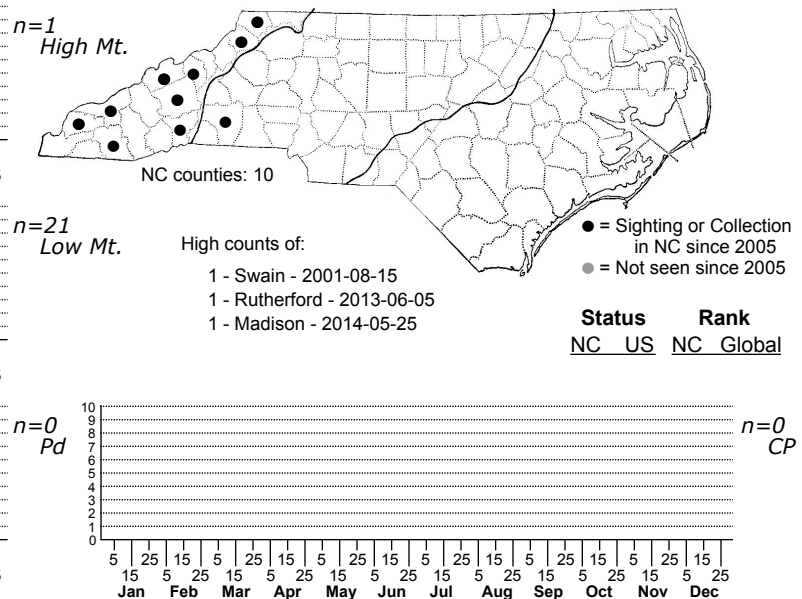 n=1
High Mt.
NC counties: 10
n=21
Low Mt.
High counts of:
1 - Swain - 2001-08-15
1 - Rutherford - 2013-06-05
1 - Madison - 2014-05-25
● = Sighting or Collection
in NC since 2005
● = Not seen since 2005
Status Rank
NC US NC Global
n=0
Pd
n=0
CP
10
9
8
7
6
5
4
3
2
1
0
5 25 15 5 25 15 5 25 15 5 25 15 5 25 15 5 25 15
15 5 25 15 5 25 15 5 25 15 5 25 15 5 25 15 5 25
Jan Feb Mar Apr May Jun Jul Aug Sep Oct Nov Dec